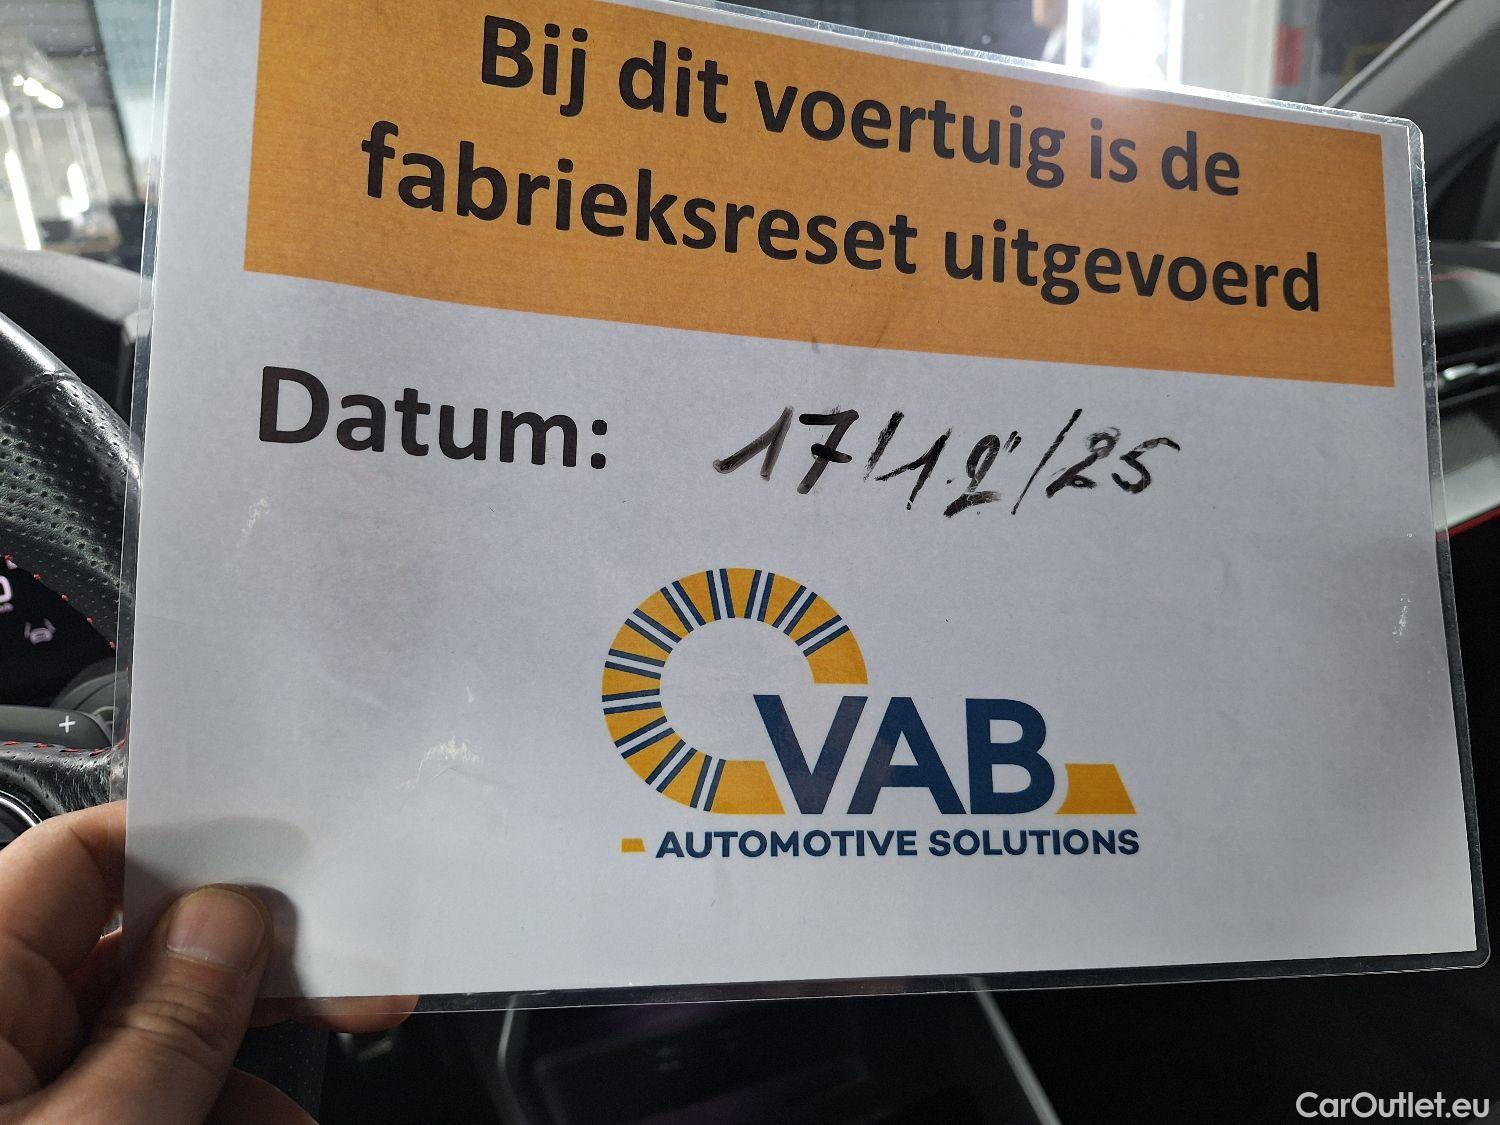 Bij dit voertuig is de
fabrieksreset uitgevoerd
Datum: 17/12/25
VAB
AUTOMOTIVE SOLUTIONS
+
CarOutlet.eu